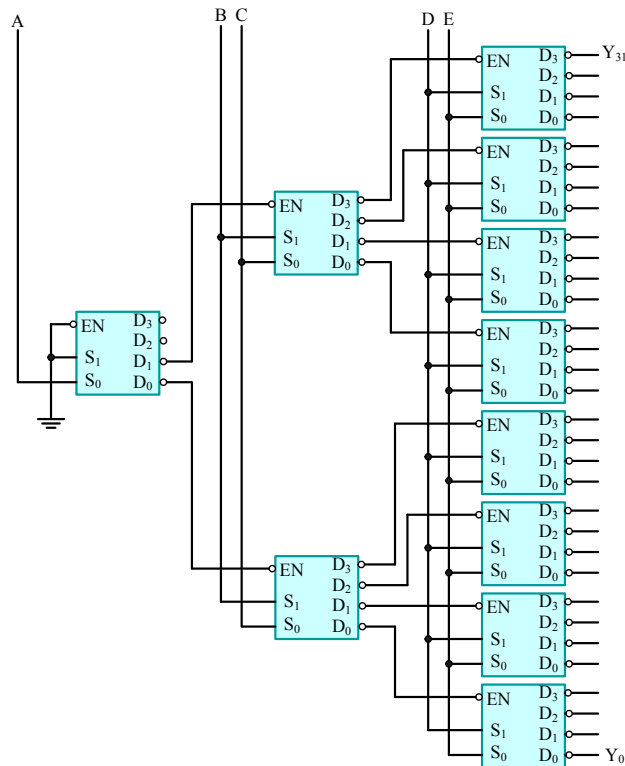 A
B C
D E
EN D3 Y31
D2
S1 D1
S0 D0
EN D3
D2
S1 D1
S0 D0
EN D3
D2
S1 D1
S0 D0
EN D3
D2
S1 D1
S0 D0
EN D3
D2
S1 D1
S0 D0
EN D3
D2
S1 D1
S0 D0
EN D3
D2
S1 D1
S0 D0
EN D3
D2
S1 D1
S0 D0
EN D3
D2
S1 D1
S0 D0
EN D3
D2
S1 D1
S0 D0
EN D3
D2
S1 D1
S0 D0 Y0